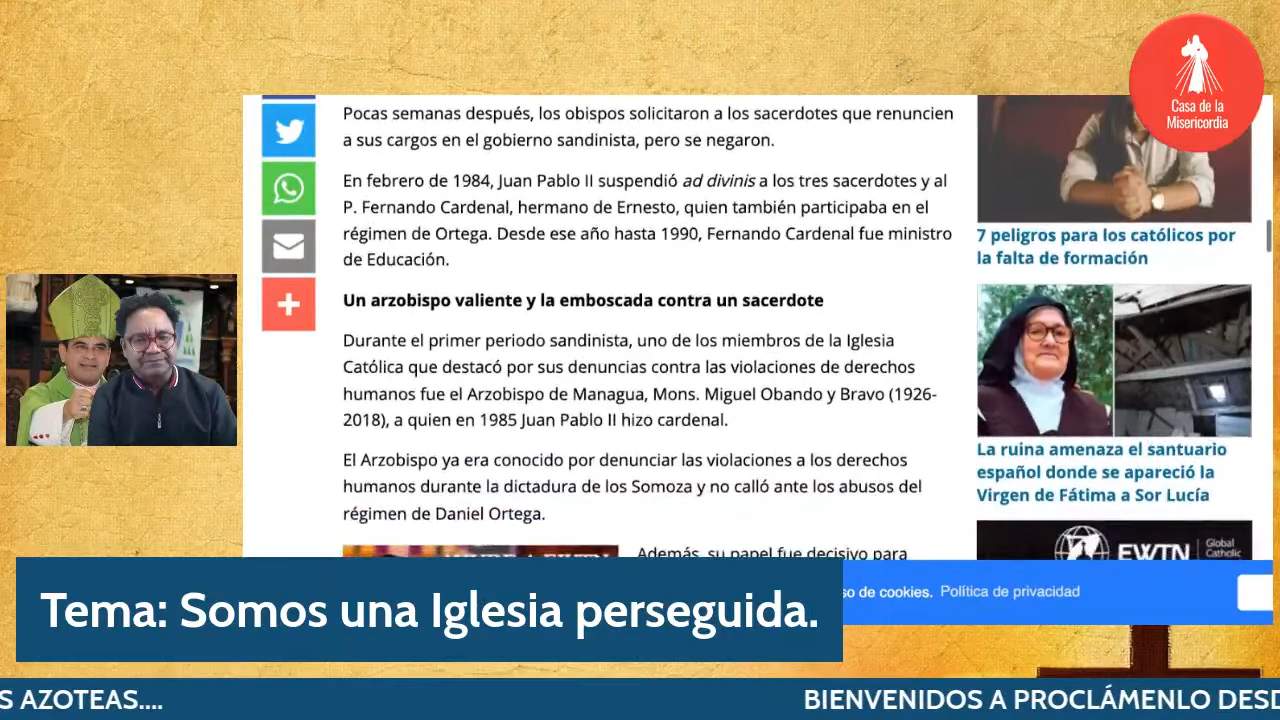 Casa de la
Misericordia
Pocas semanas después, los obispos solicitaron a los sacerdotes que renuncien
a sus cargos en el gobierno sandinista, pero se negaron.
En febrero de 1984, Juan Pablo II suspendió ad divinis a los tres sacerdotes y al
P. Fernando Cardenal, hermano de Ernesto, quien también participaba en el
régimen de Ortega. Desde ese año hasta 1990, Fernando Cardenal fue ministro
de Educación.
Un arzobispo valiente y la emboscada contra un sacerdote
Durante el primer periodo sandinista, uno de los miembros de la Iglesia
Católica que destacó por sus denuncias contra las violaciones de derechos
humanos fue el Arzobispo de Managua, Mons. Miguel Obando y Bravo (1926-
2018), a quien en 1985 Juan Pablo II hizo cardenal.
El Arzobispo ya era conocido por denunciar las violaciones a los derechos
humanos durante la dictadura de los Somoza y no calló ante los abusos del
régimen de Daniel Ortega.
Además, su papel fue decisivo para
7 peligros para los católicos por
la falta de formación
La ruina amenaza el santuario
español donde se apareció la
Virgen de Fátima a Sor Lucía
EWTN Global
Catholic
so de cookies. Política de privacidad
Tema: Somos una Iglesia perseguida.
S AZOTEAS.... BIENVENIDOS A PROCLÁMENLO DESD